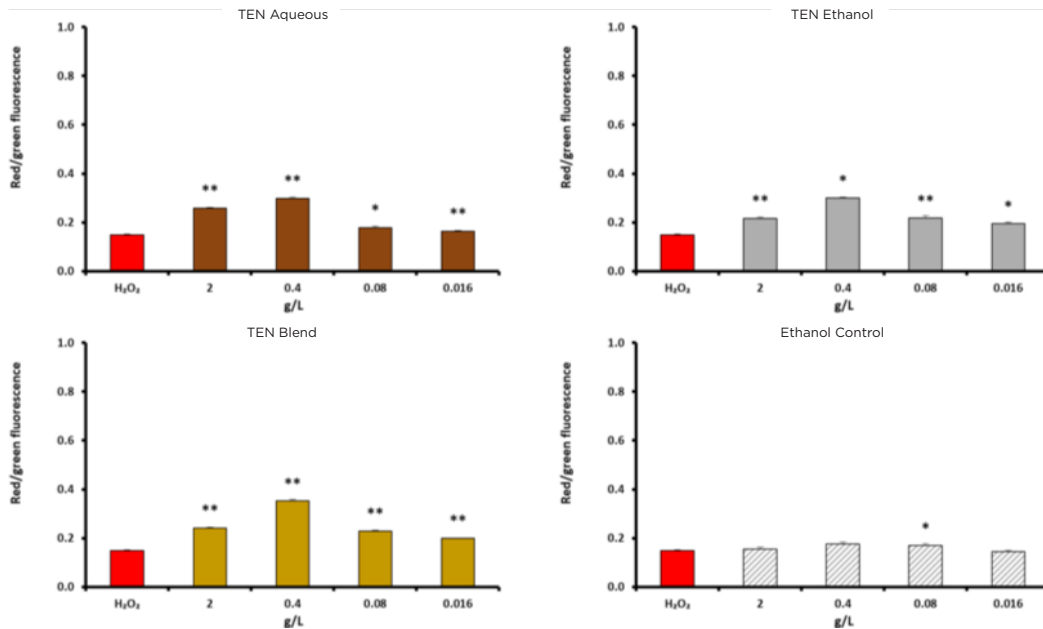 TEN Aqueous
1.0
0.8
0.6
0.4
0.2
0.0
Red/green fluorescence
** ** * **
H₂O₂ 2 0.4 0.08 0.016
g/L
TEN Ethanol
1.0
0.8
0.6
0.4
0.2
0.0
Red/green fluorescence
** * ** *
H₂O₂ 2 0.4 0.08 0.016
g/L
TEN Blend
1.0
0.8
0.6
0.4
0.2
0.0
Red/green fluorescence
** ** ** **
H₂O₂ 2 0.4 0.08 0.016
g/L
Ethanol Control
1.0
0.8
0.6
0.4
0.2
0.0
Red/green fluorescence
*
H₂O₂ 2 0.4 0.08 0.016
g/L